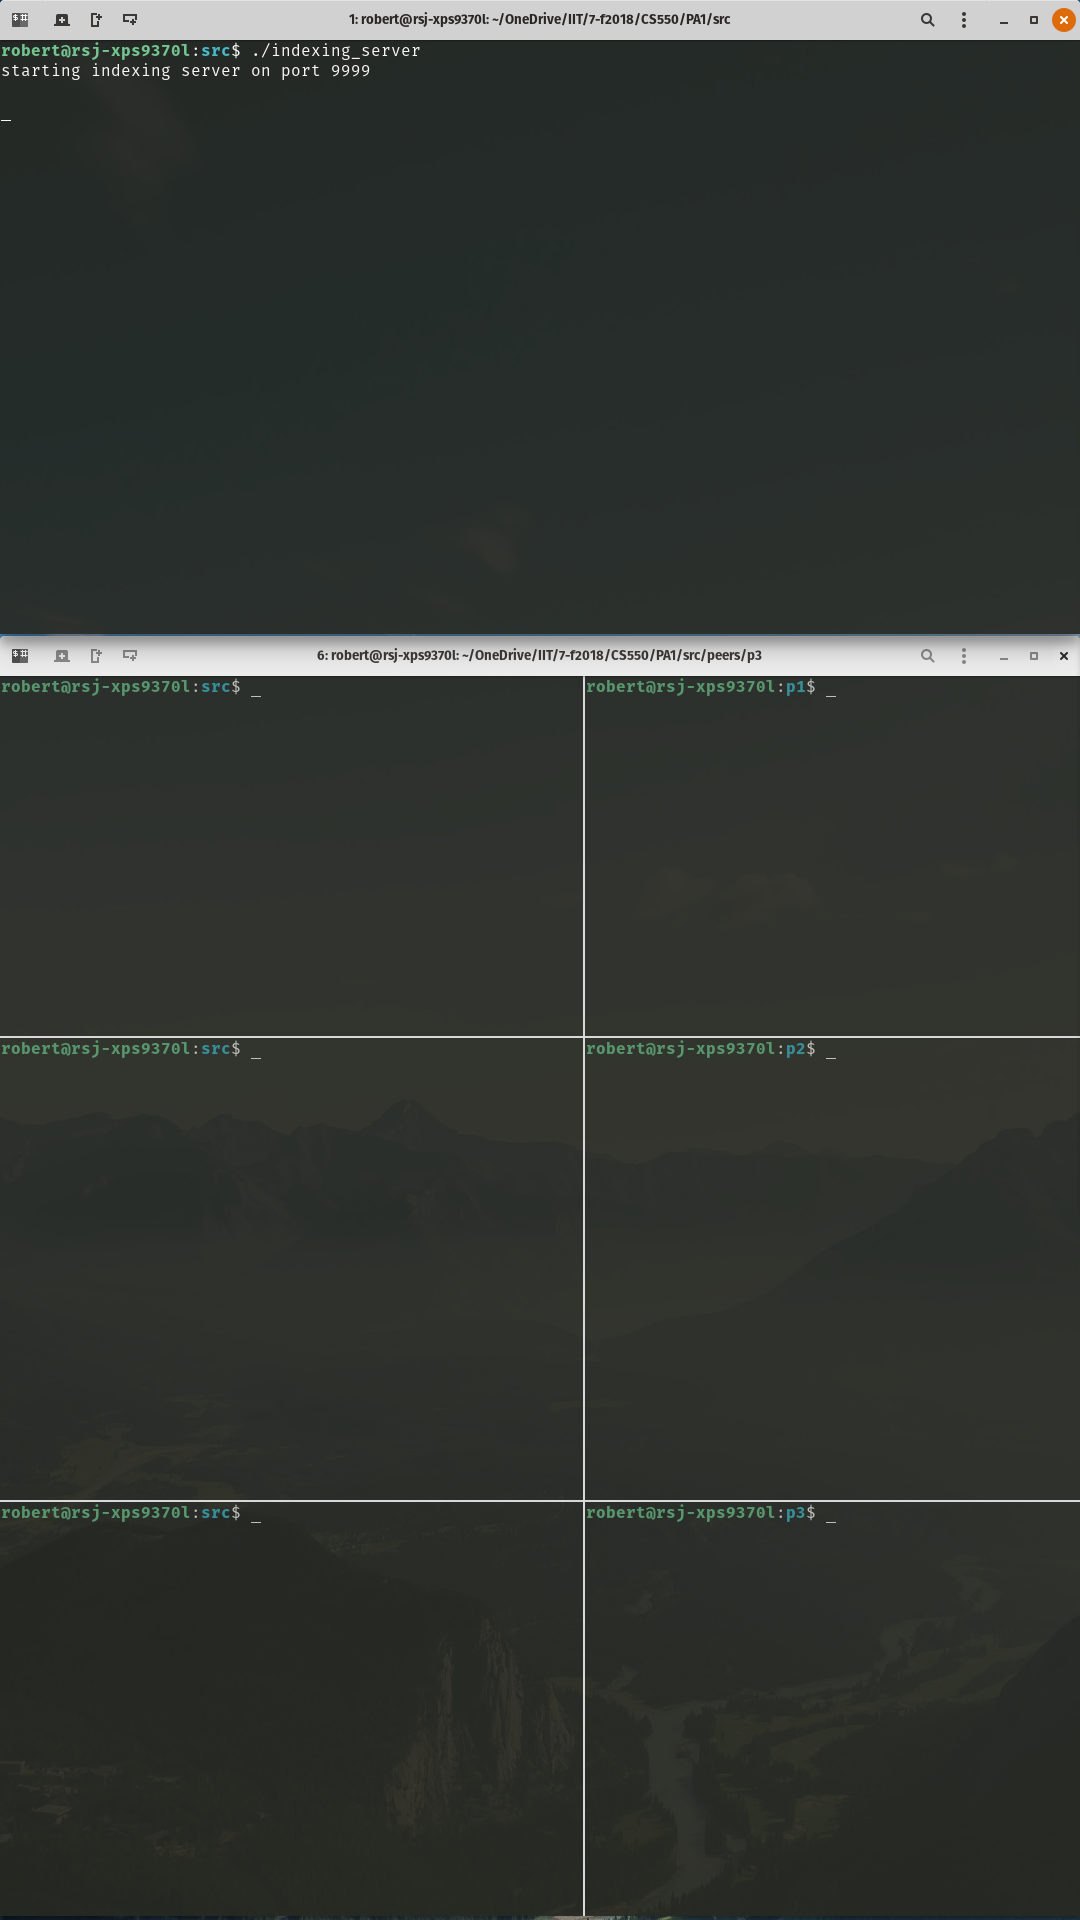 1: robert@rsj-xps9370l: ~/OneDrive/IIT/7-f2018/CS550/PA1/src
robert@rsj-xps9370l:src$ ./indexing_server
starting indexing server on port 9999
_
6: robert@rsj-xps9370l: ~/OneDrive/IIT/7-f2018/CS550/PA1/src/peers/p3
robert@rsj-xps9370l:src$ _
robert@rsj-xps9370l:p1$ _
robert@rsj-xps9370l:src$ _
robert@rsj-xps9370l:p2$ _
robert@rsj-xps9370l:src$ _
robert@rsj-xps9370l:p3$ _